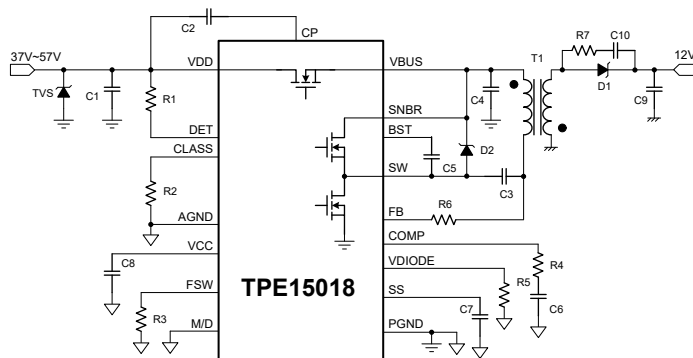 C2
CP
37V~57V
VDD
VBUS
T1
R7
C10
12V
TVS
C1
R1
C4
D1
C9
SNBR
DET
BST
CLASS
C5
D2
SW
C3
R2
R6
AGND
FB
COMP
VCC
C8
VDIODE
R4
TPE15018
FSW
SS
R5
C6
R3
C7
M/D
PGND